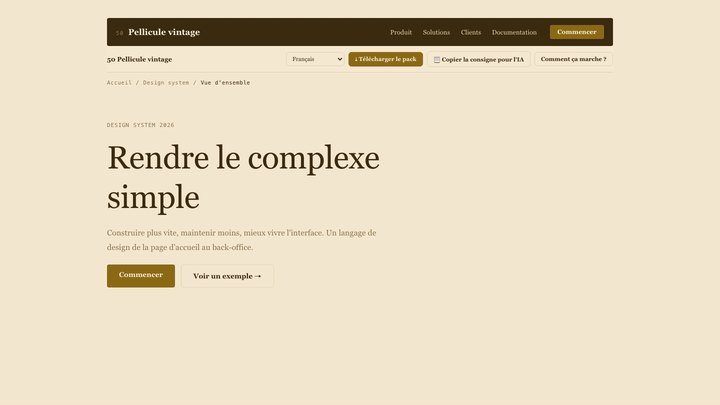 50 Pellicule vintage Produit Solutions Clients Documentation Commencer
50 Pellicule vintage Français ↓ Télécharger le pack 📋 Copier la consigne pour l'IA Comment ça marche ?
Accueil / Design system / Vue d'ensemble
DESIGN SYSTEM 2026
Rendre le complexe
simple
Construire plus vite, maintenir moins, mieux vivre l'interface. Un langage de
design de la page d'accueil au back-office.
Commencer Voir un exemple →